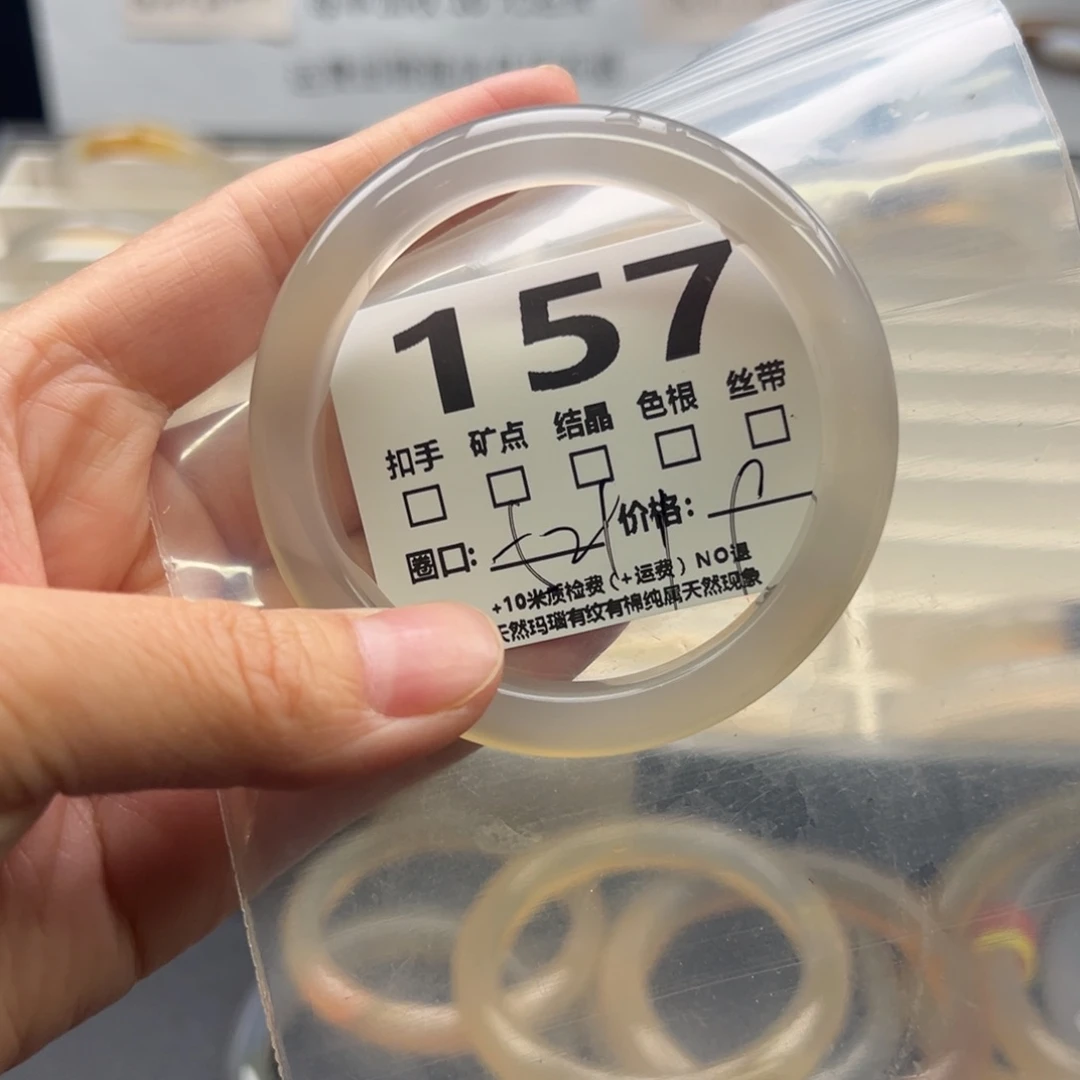 157
扣手 矿点 结晶 色根 丝带
圈口: 价格:
+10米质检费(+运费)NO退
天然玛瑙有纹有棉纯属天然现象